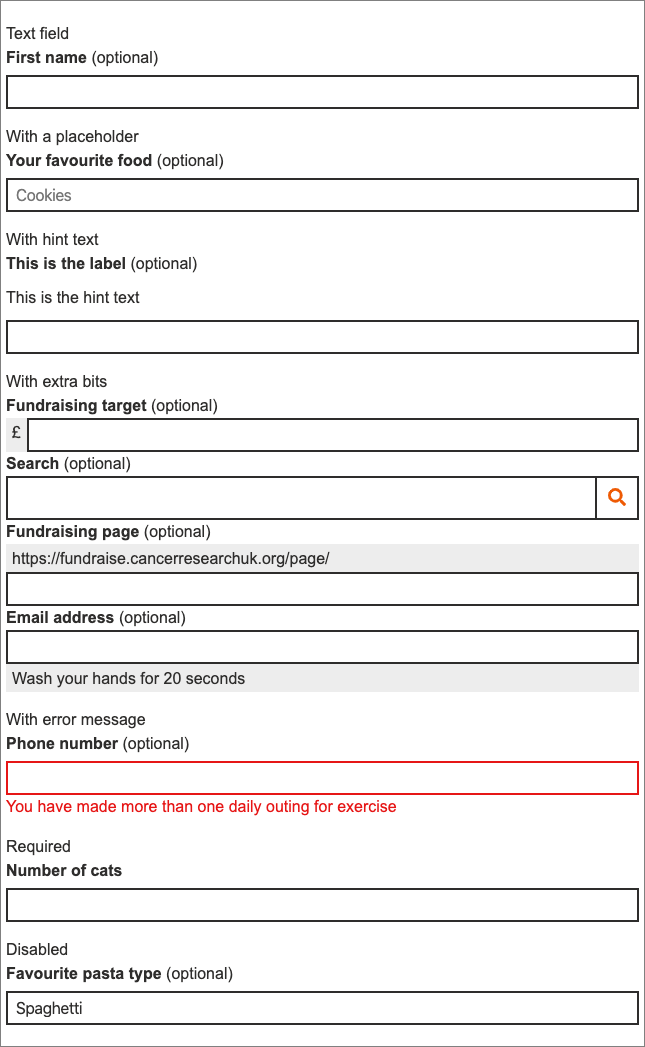 Text field
First name (optional)
With a placeholder
Your favourite food (optional)
Cookies
With hint text
This is the label (optional)
This is the hint text
With extra bits
Fundraising target (optional)
£
Search (optional)
Fundraising page (optional)
https://fundraise.cancerresearchuk.org/page/
Email address (optional)
Wash your hands for 20 seconds
With error message
Phone number (optional)
You have made more than one daily outing for exercise
Required
Number of cats
Disabled
Favourite pasta type (optional)
Spaghetti